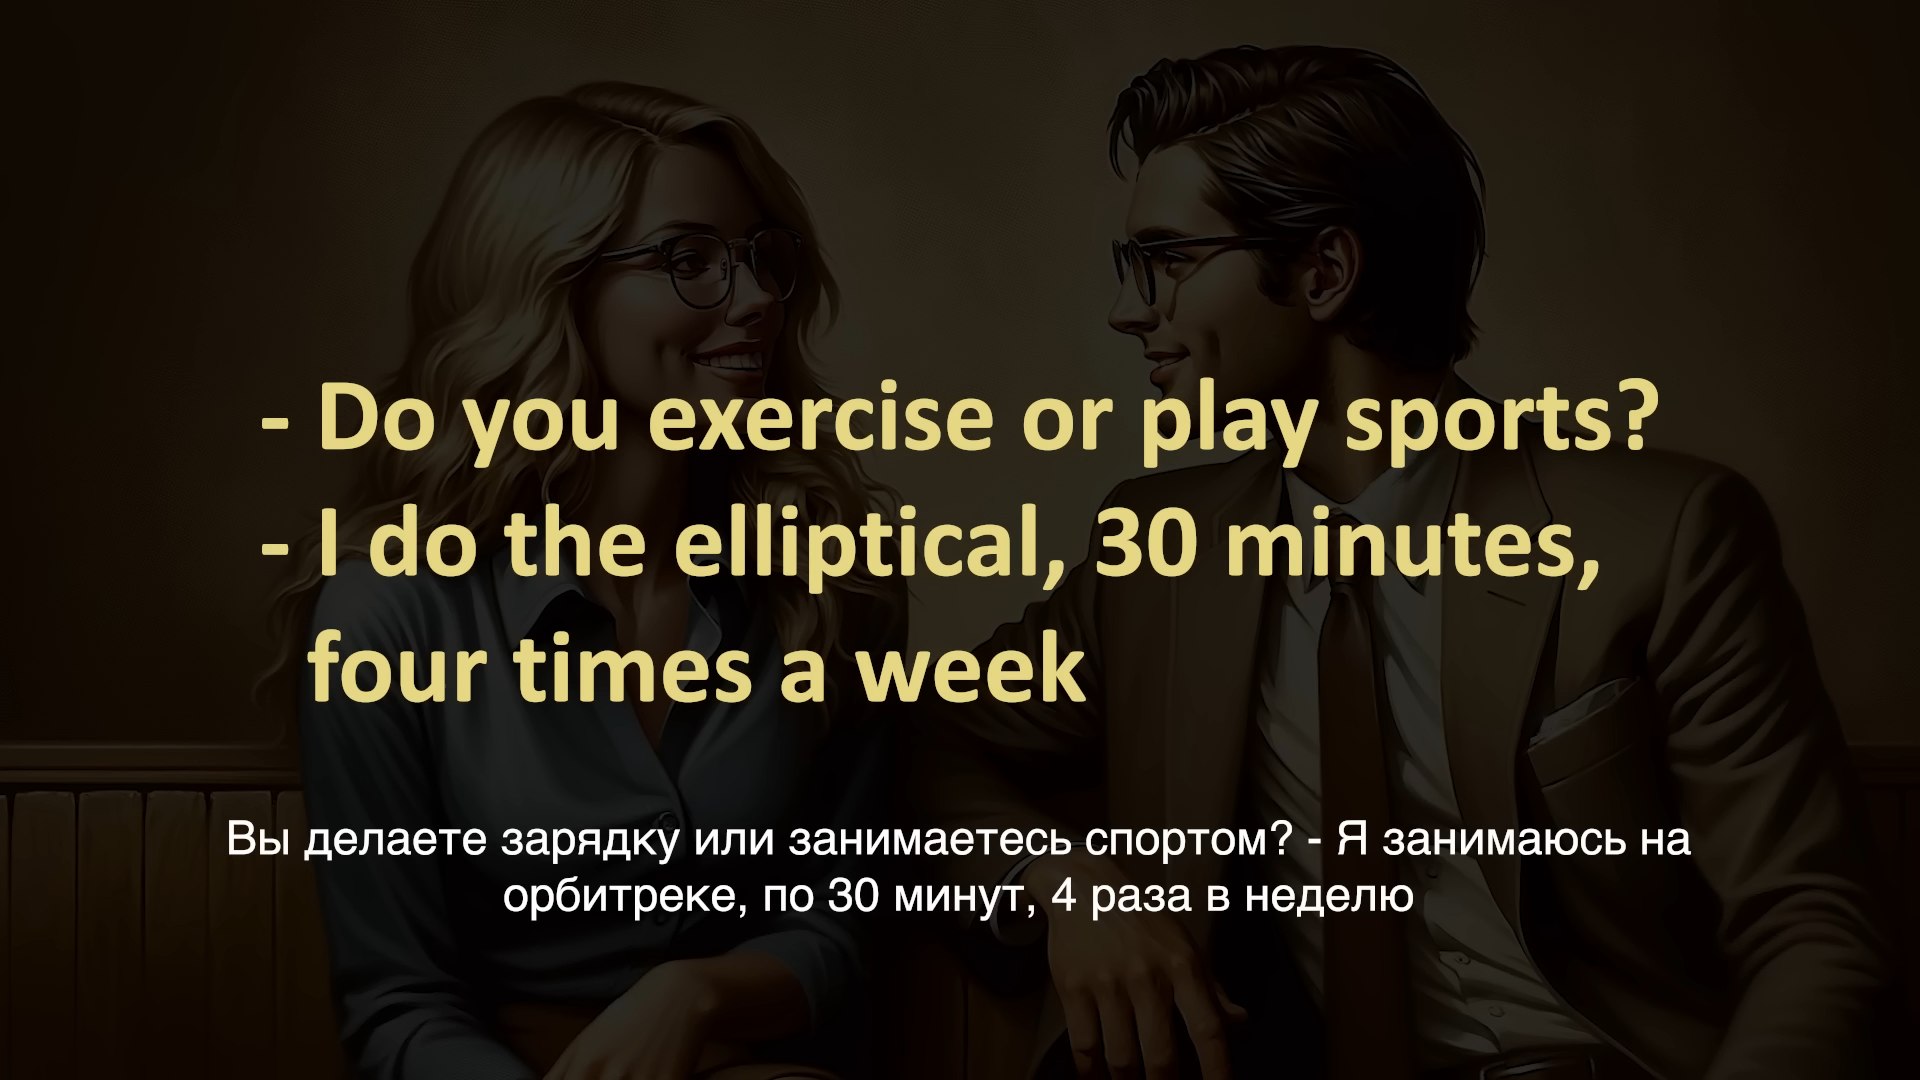 - Do you exercise or play sports?
- I do the elliptical, 30 minutes,
four times a week
Вы делаете зарядку или занимаетесь спортом? - Я занимаюсь на
орбитреке, по 30 минут, 4 раза в неделю